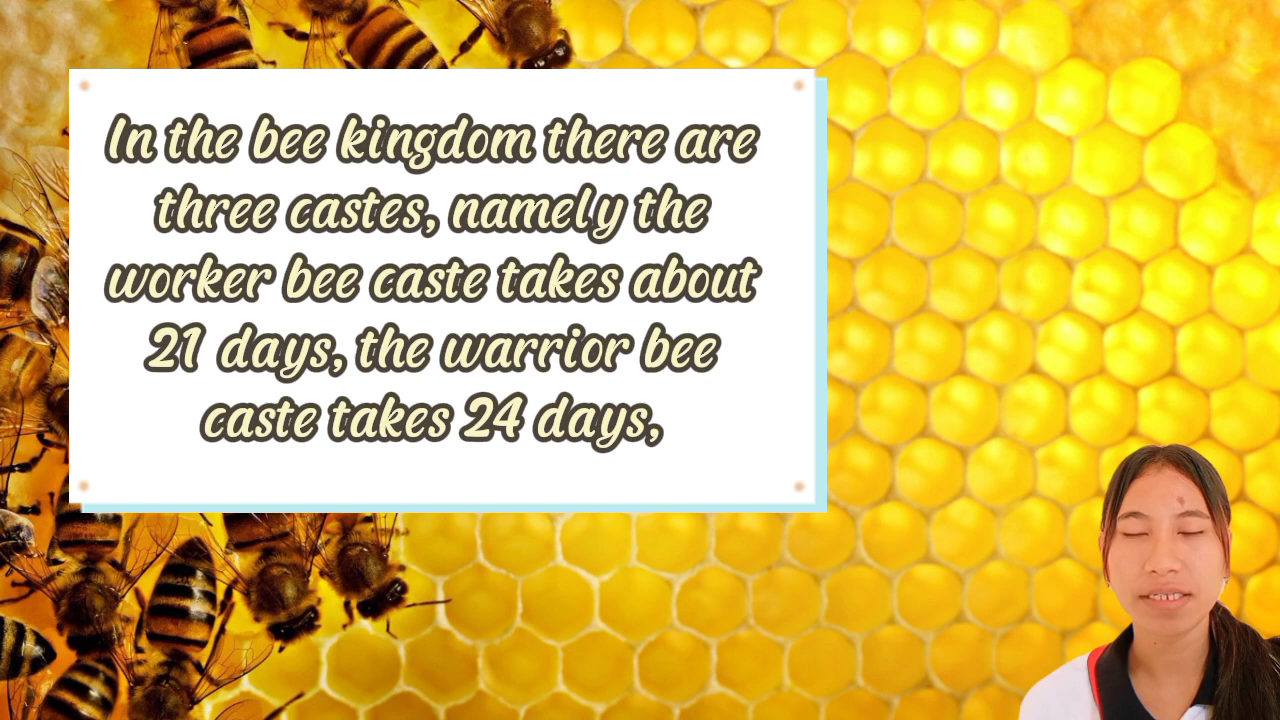 In the bee kingdom there are
three castes, namely the
worker bee caste takes about
21 days, the warrior bee
caste takes 24 days,